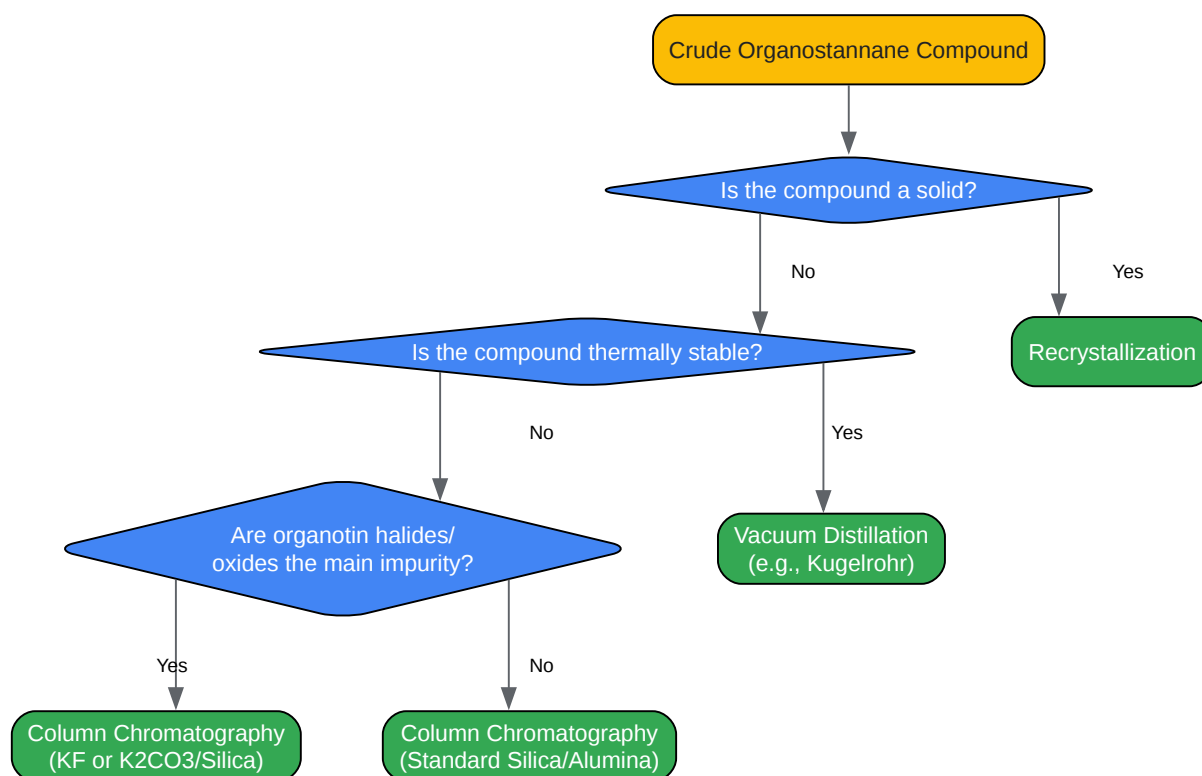 Crude Organostannane Compound
Is the compound a solid?
No
Yes
Is the compound thermally stable?
Recrystallization
No
Yes
Are organotin halides/
oxides the main impurity?
Vacuum Distillation
(e.g., Kugelrohr)
Yes
No
Column Chromatography
(KF or K2CO3/Silica)
Column Chromatography
(Standard Silica/Alumina)